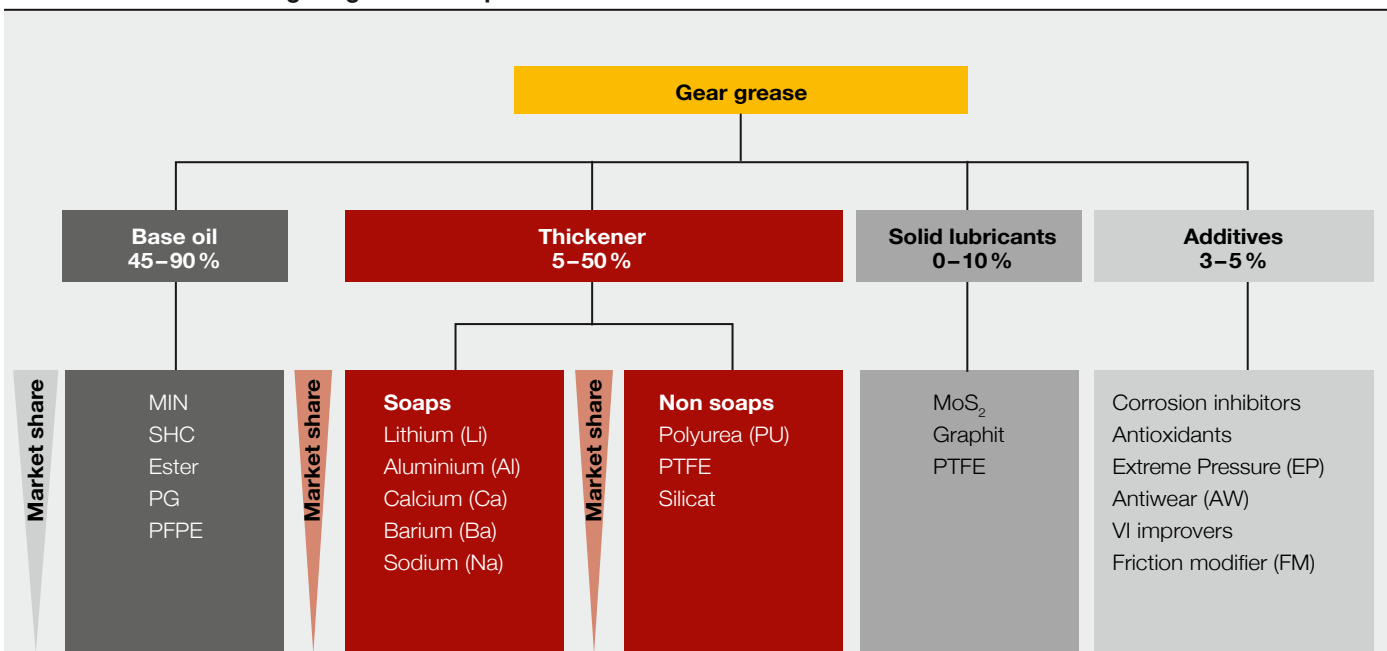 Gear grease
Base oil
45–90 %
Thickener
5–50 %
Solid lubricants
0–10 %
Additives
3–5 %
Market share
MIN
SHC
Ester
PG
PFPE
Market share
Soaps
Lithium (Li)
Aluminium (Al)
Calcium (Ca)
Barium (Ba)
Sodium (Na)
Market share
Non soaps
Polyurea (PU)
PTFE
Silicat
MoS₂
Graphit
PTFE
Corrosion inhibitors
Antioxidants
Extreme Pressure (EP)
Antiwear (AW)
VI improvers
Friction modifier (FM)